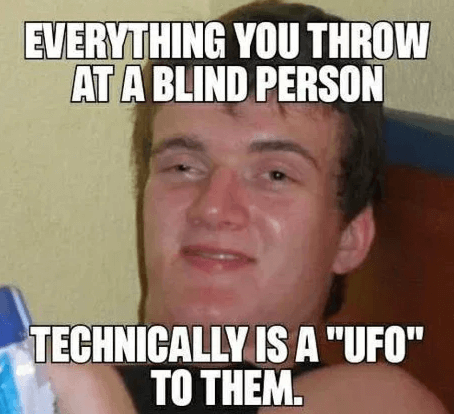 EVERYTHING YOU THROW
AT A BLIND PERSON
TECHNICALLY IS A "UFO"
TO THEM.